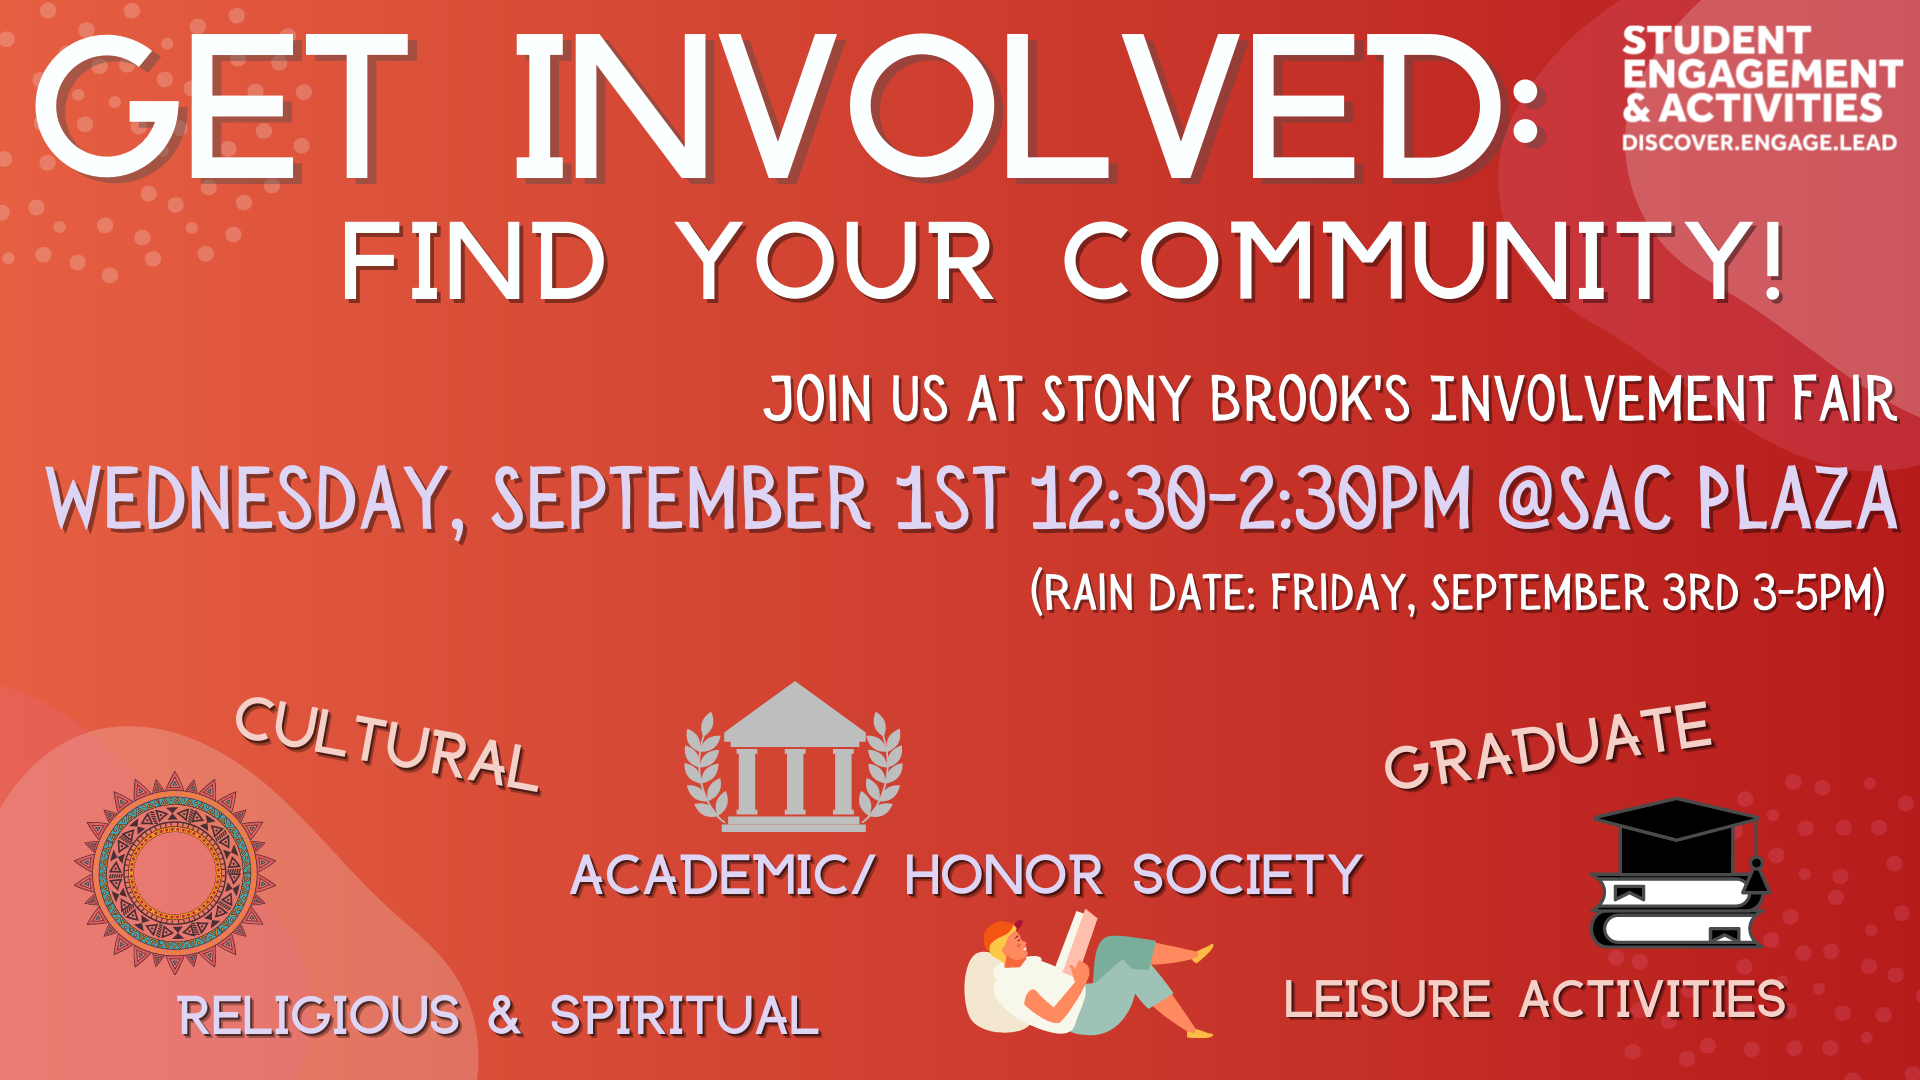 GET INVOLVED:
STUDENT
ENGAGEMENT
& ACTIVITIES
DISCOVER.ENGAGE.LEAD
FIND YOUR COMMUNITY!
JOIN US AT STONY BROOK'S INVOLVEMENT FAIR
WEDNESDAY, SEPTEMBER 1ST 12:30-2:30PM @SAC PLAZA
(RAIN DATE: FRIDAY, SEPTEMBER 3RD 3-5PM)
CULTURAL
GRADUATE
ACADEMIC/ HONOR SOCIETY
RELIGIOUS & SPIRITUAL
LEISURE ACTIVITIES